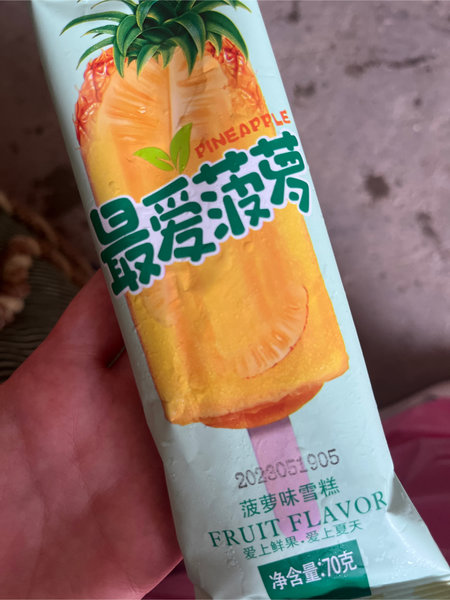 PINEAPPLE
最爱菠萝
2023051905
菠萝味雪糕
FRUIT FLAVOR
爱上鲜果·爱上夏天
净含量:70克